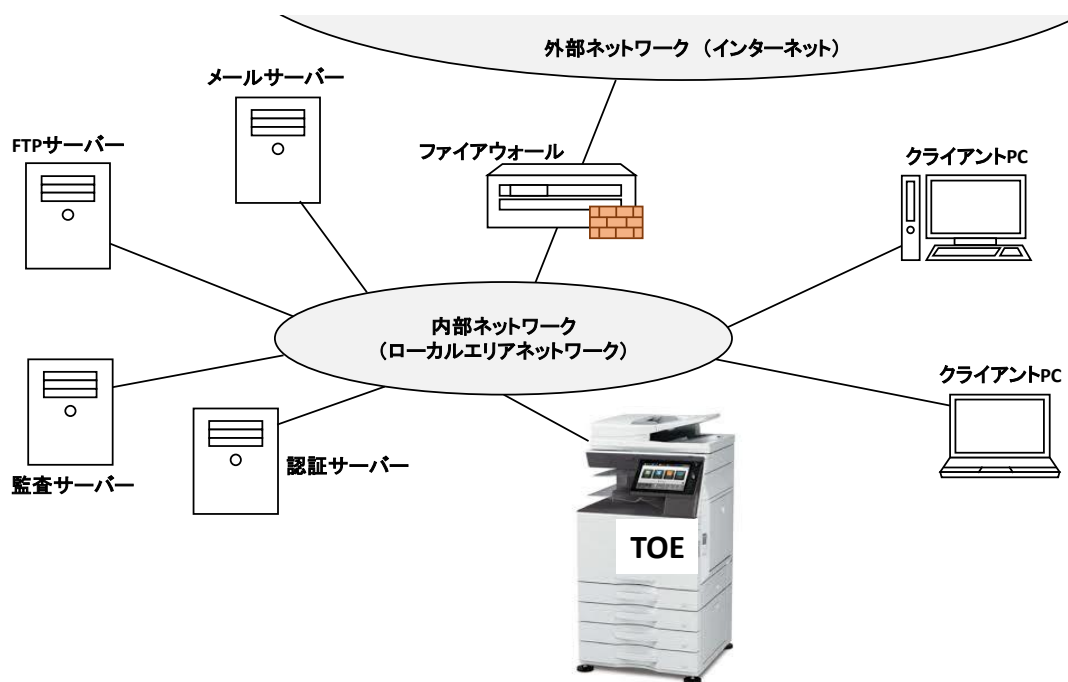 外部ネットワーク （インターネット）
メールサーバー
FTPサーバー
ファイアウォール
クライアントPC
内部ネットワーク
（ローカルエリアネットワーク）
クライアントPC
監査サーバー
認証サーバー
TOE